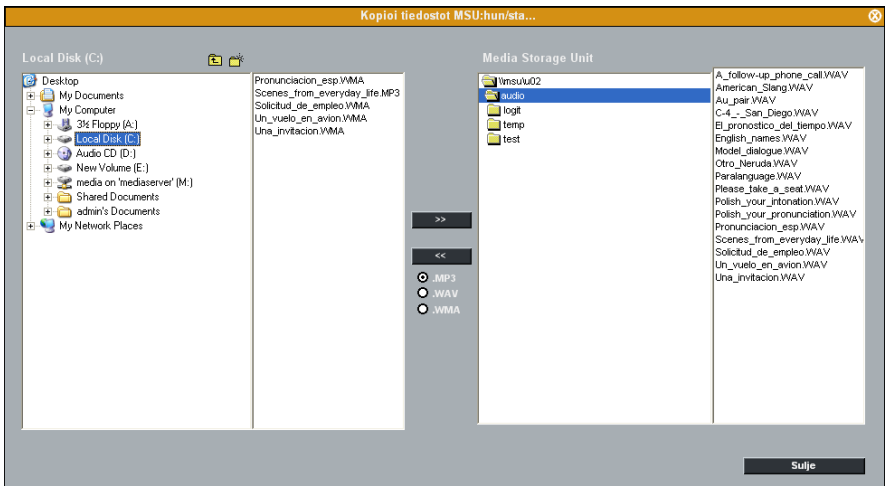 Kopioi tiedostot MSU:hun/sta...
Local Disk (C:)
Desktop
My Documents
My Computer
3½ Floppy (A:)
Local Disk (C:)
Audio CD (D:)
New Volume (E:)
media on 'mediaserver' (M:)
Shared Documents
admin's Documents
My Network Places
Pronunciacion_esp.WMA
Scenes_from_everyday_life.MP3
Solicitud_de_empleo.WMA
Un_vuelo_en_avion.WMA
Una_invitacion.WMA
>>
<<
.MP3
.WAV
.WMA
Media Storage Unit
\\msu\u02
audio
logit
temp
test
A_follow-up_phone_call.WAV
American_Slang.WAV
Au_pair.WAV
C-4_-_San_Diego.WAV
El_pronostico_del_tiempo.WAV
English_names.WAV
Model_dialogue.WAV
Otro_Neruda.WAV
Paralanguage.WAV
Please_take_a_seat.WAV
Polish_your_intonation.WAV
Polish_your_pronunciation.WAV
Pronunciacion_esp.WAV
Scenes_from_everyday_life.WAV
Solicitud_de_empleo.WAV
Un_vuelo_en_avion.WAV
Una_invitacion.WAV
Sulje